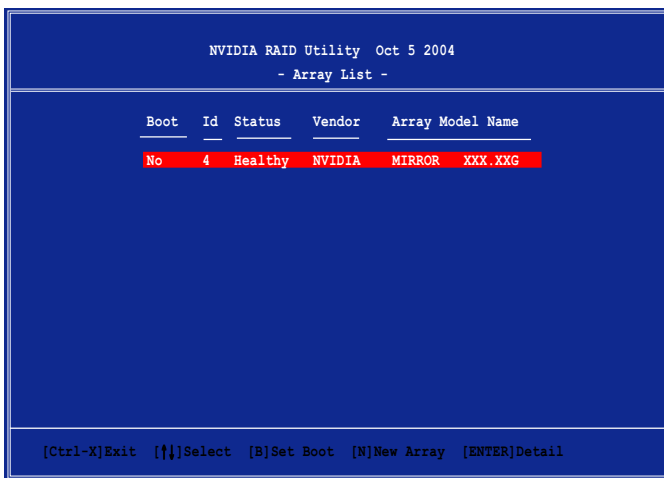 NVIDIA RAID Utility Oct 5 2004
- Array List -
Boot Id Status Vendor Array Model Name
No 4 Healthy NVIDIA MIRROR XXX.XXG
[Ctrl-X]Exit [↑↓]Select [B]Set Boot [N]New Array [ENTER]Detail